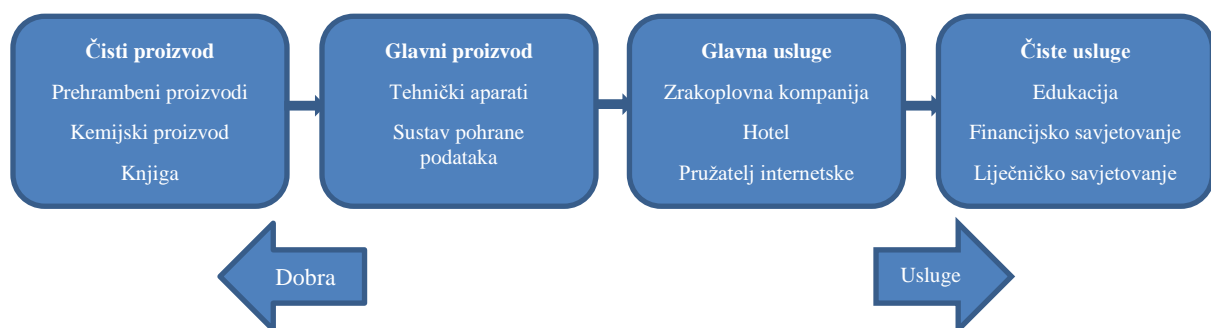 Čisti proizvod
Prehrambeni proizvodi
Kemijski proizvod
Knjiga
Glavni proizvod
Tehnički aparati
Sustav pohrane
podataka
Glavna usluge
Zrakoplovna kompanija
Hotel
Pružatelj internetske
Čiste usluge
Edukacija
Financijsko savjetovanje
Liječničko savjetovanje
Dobra
Usluge